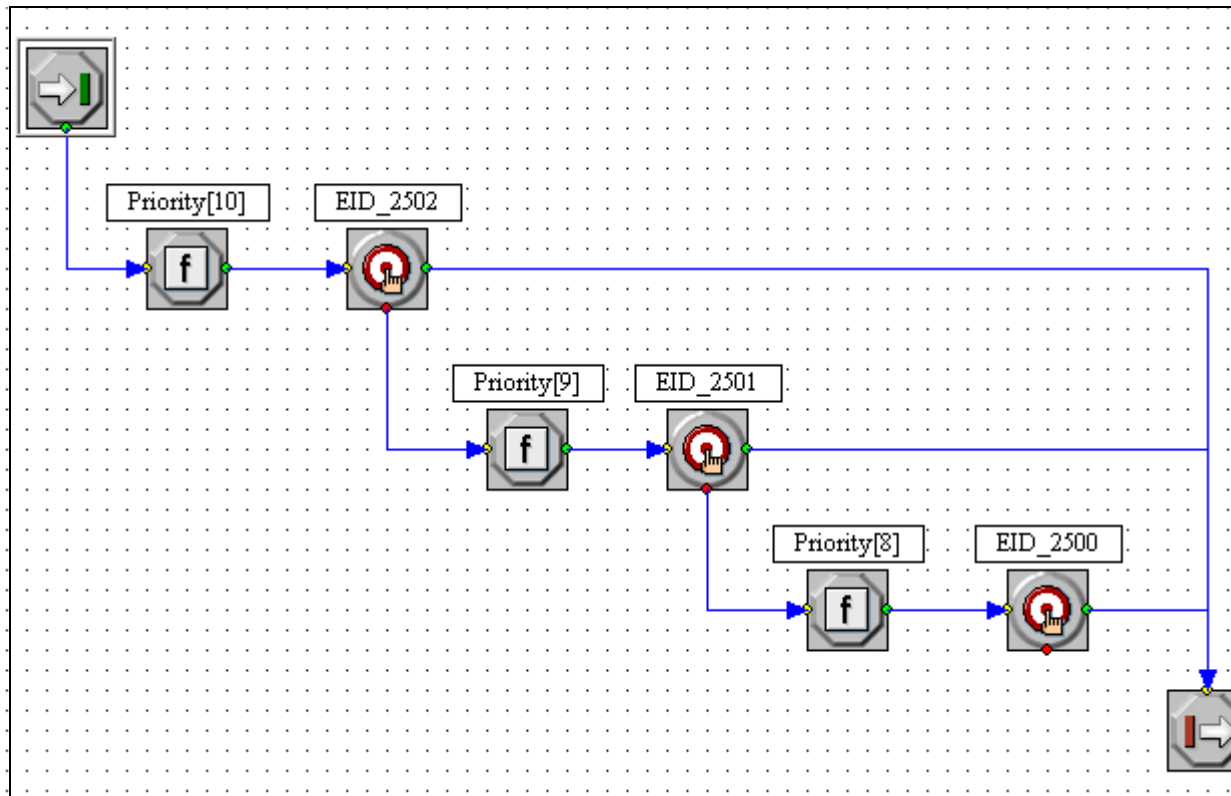 Priority[10]
EID_2502
f
Priority[9]
EID_2501
f
Priority[8]
EID_2500
f